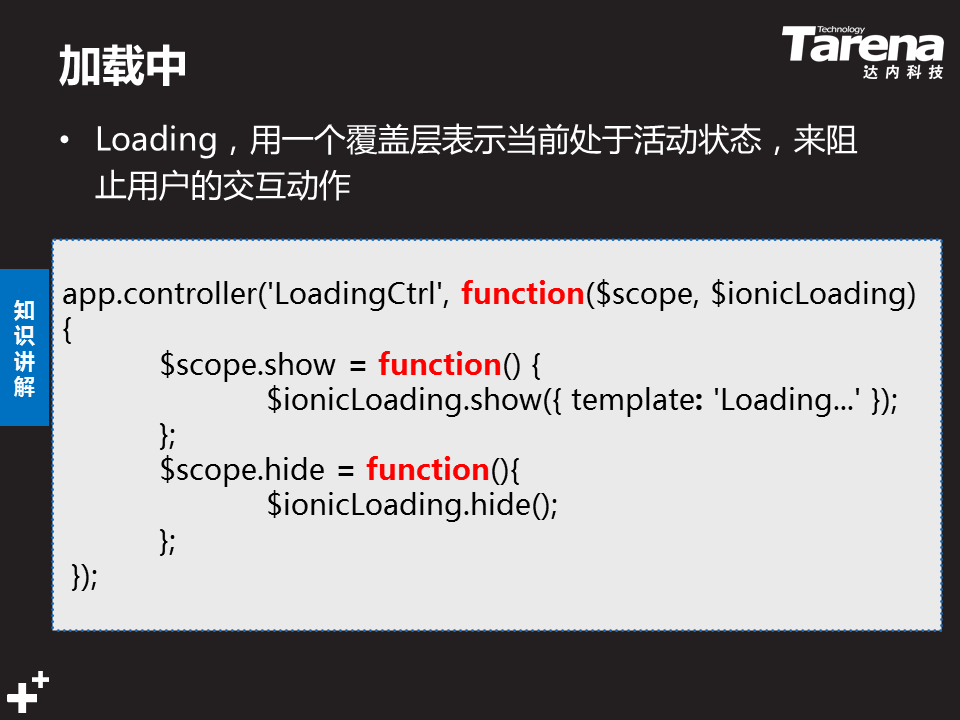 加载中
Technology
Tarena
达内科技
• Loading，用一个覆盖层表示当前处于活动状态，来阻
止用户的交互动作
知
识
讲
解
app.controller('LoadingCtrl', function($scope, $ionicLoading)
{
$scope.show = function() {
$ionicLoading.show({ template: 'Loading...' });
};
$scope.hide = function(){
$ionicLoading.hide();
};
});